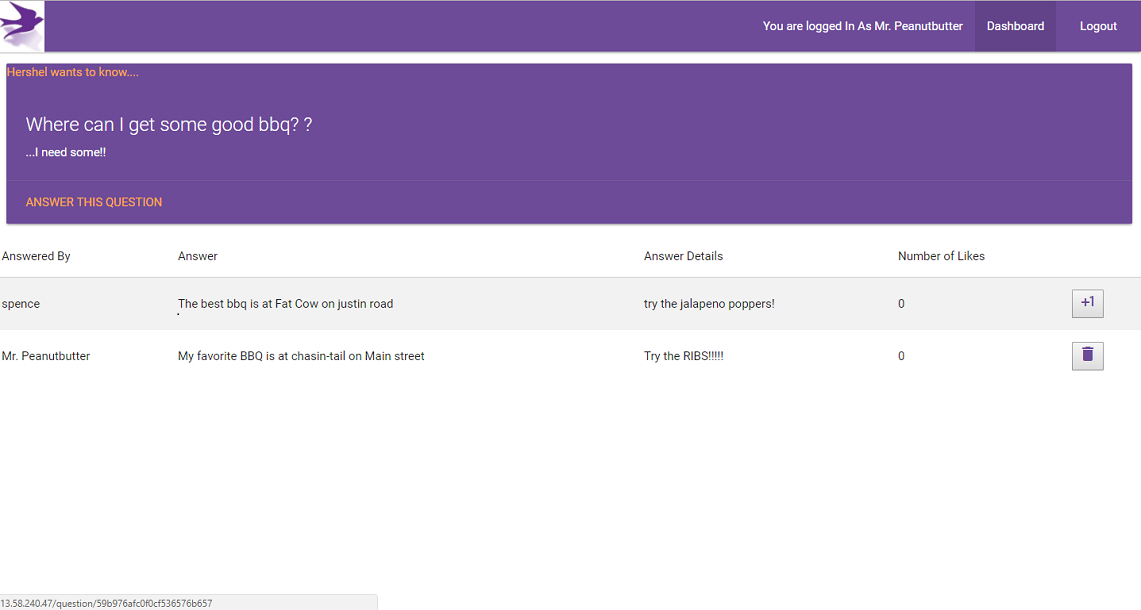 You are logged In As Mr. Peanutbutter Dashboard Logout
Hershel wants to know....
Where can I get some good bbq? ?
...I need some!!
ANSWER THIS QUESTION
Answered By Answer Answer Details Number of Likes
spence The best bbq is at Fat Cow on justin road try the jalapeno poppers! 0 +1
Mr. Peanutbutter My favorite BBQ is at chasin-tail on Main street Try the RIBS!!!!! 0
13.58.240.47/question/59b976afc0f0cf536576b657